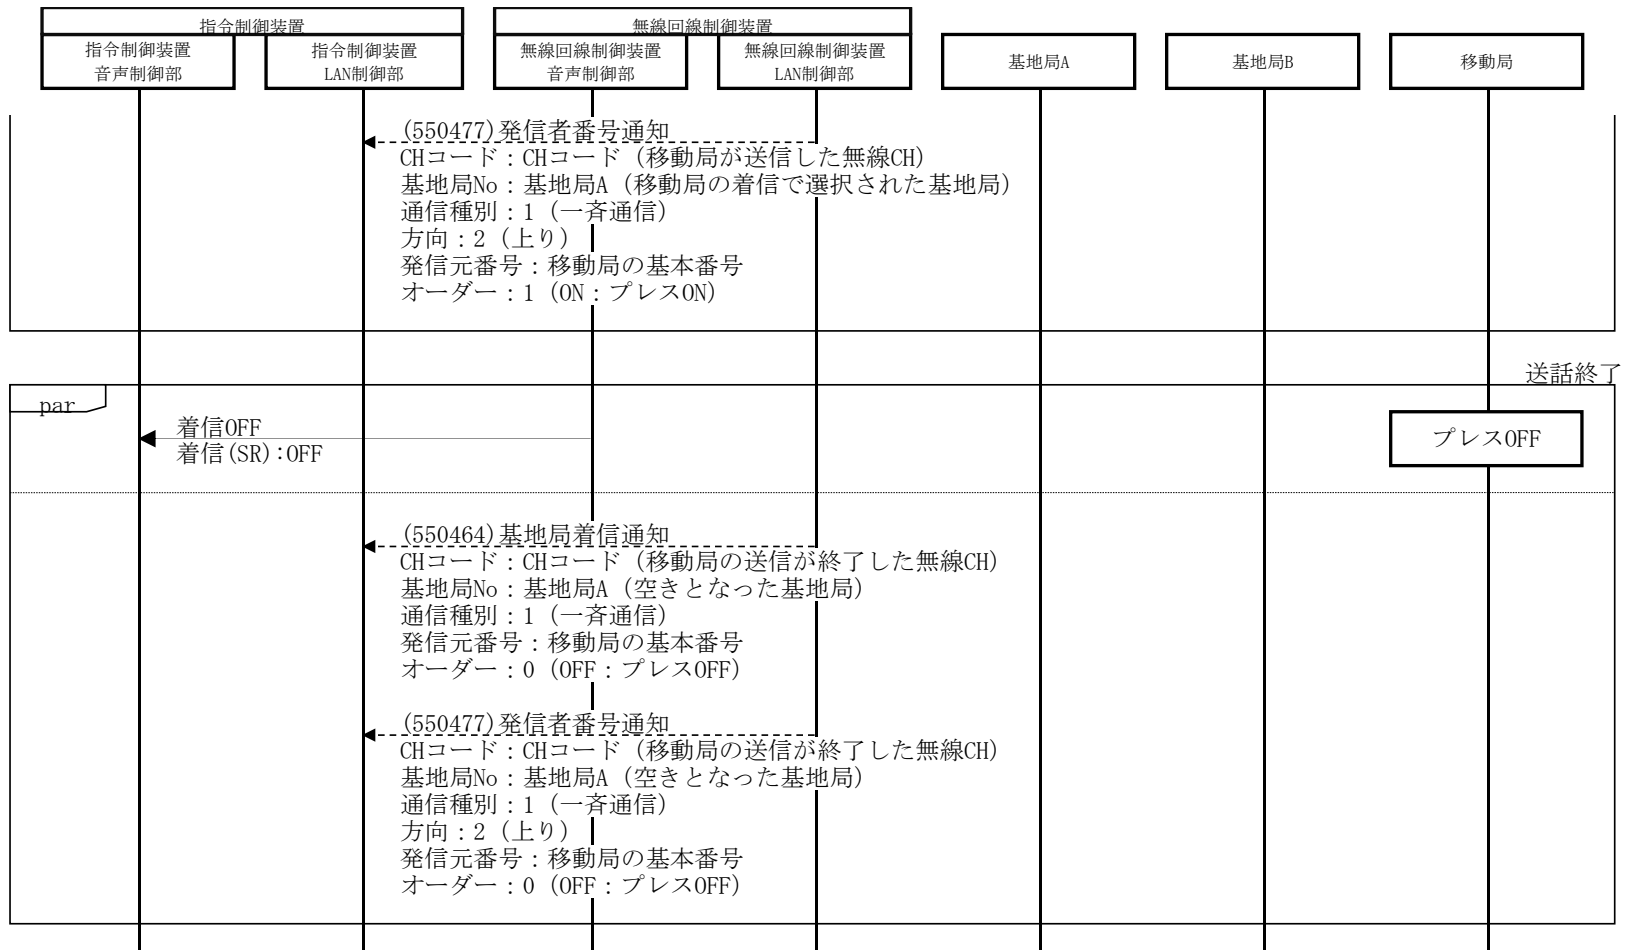 指令制御装置
無線回線制御装置
指令制御装置
音声制御部
指令制御装置
LAN制御部
無線回線制御装置
音声制御部
無線回線制御装置
LAN制御部
基地局A
基地局B
移動局
(550477)発信者番号通知
CHコード：CHコード（移動局が送信した無線CH）
基地局No：基地局A（移動局の着信で選択された基地局）
通信種別：1（一斉通信）
方向：2（上り）
発信元番号：移動局の基本番号
オーダー：1（ON：プレスON）
送話終了
par
着信OFF
着信(SR):OFF
プレスOFF
(550464)基地局着信通知
CHコード：CHコード（移動局の送信が終了した無線CH）
基地局No：基地局A（空きとなった基地局）
通信種別：1（一斉通信）
発信元番号：移動局の基本番号
オーダー：0（OFF：プレスOFF）
(550477)発信者番号通知
CHコード：CHコード（移動局の送信が終了した無線CH）
基地局No：基地局A（空きとなった基地局）
通信種別：1（一斉通信）
方向：2（上り）
発信元番号：移動局の基本番号
オーダー：0（OFF：プレスOFF）